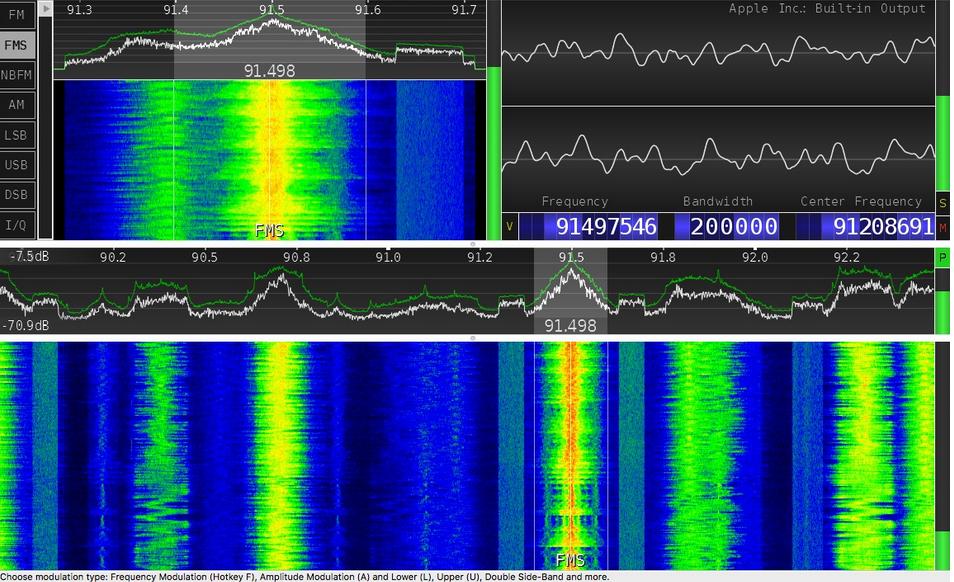 FM
FMS
NBFM
AM
LSB
USB
DSB
I/Q
91.3 91.4 91.5 91.6 91.7
91.498
FMS
Apple Inc.: Built-in Output
Frequency Bandwidth Center Frequency
V 91497546 200000 91208691
S
M
-7.5dB 90.2 90.5 90.8 91.0 91.2 91.5 91.8 92.0 92.2
P
-70.9dB
91.498
FMS
Choose modulation type: Frequency Modulation (Hotkey F), Amplitude Modulation (A) and Lower (L), Upper (U), Double Side-Band and more.